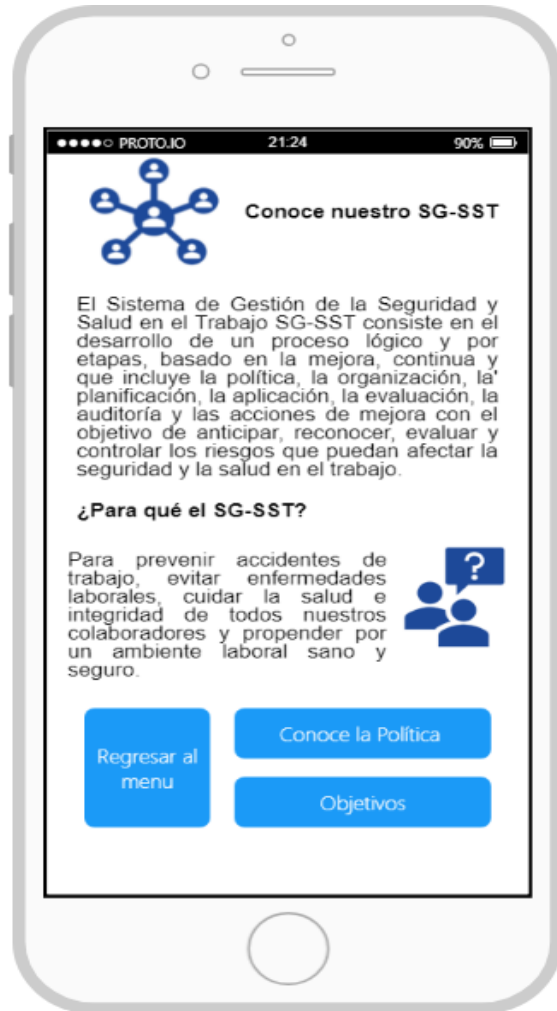 PROTO.IO 21:24 90%
Conoce nuestro SG-SST
El Sistema de Gestión de la Seguridad y
Salud en el Trabajo SG-SST consiste en el
desarrollo de un proceso lógico y por
etapas, basado en la mejora, continua y
que incluye la política, la organización, la'
planificación, la aplicación, la evaluación, la
auditoría y las acciones de mejora con el
objetivo de anticipar, reconocer, evaluar y
controlar los riesgos que puedan afectar la
seguridad y la salud en el trabajo.
¿Para qué el SG-SST?
?
Para prevenir accidentes de
trabajo, evitar enfermedades
laborales, cuidar la salud e
integridad de todos nuestros
colaboradores y propender por
un ambiente laboral sano y
seguro.
Regresar al
menu
Conoce la Política
Objetivos